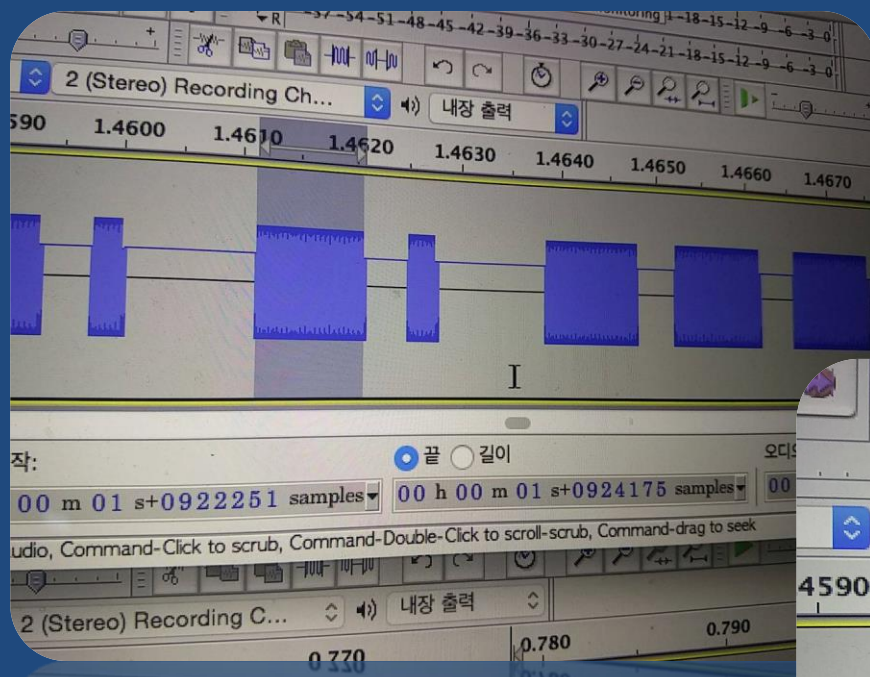 R -57-54-51-48-45-42-39-36-33-30-27-24-21-18-15-12 -9 -6 -3 0
-18-15-12 -9 -6 -3 0
2 (Stereo) Recording Ch... 내장 출력
590 1.4600 1.4610 1.4620 1.4630 1.4640 1.4650 1.4660 1.4670
작: 끝 길이
00 m 01 s+0922251 samples 00 h 00 m 01 s+0924175 samples 00
udio, Command-Click to scrub, Command-Double-Click to scroll-scrub, Command-drag to seek
2 (Stereo) Recording C... 내장 출력
4590
0.770 0.780 0.790